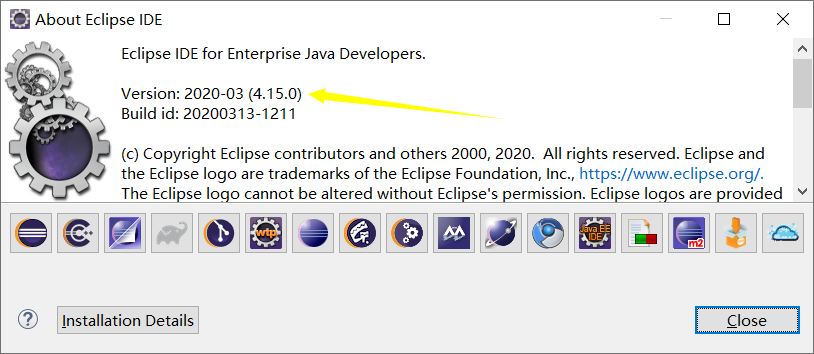 About Eclipse IDE
Eclipse IDE for Enterprise Java Developers.
Version: 2020-03 (4.15.0)
Build id: 20200313-1211
(c) Copyright Eclipse contributors and others 2000, 2020.  All rights reserved. Eclipse and
the Eclipse logo are trademarks of the Eclipse Foundation, Inc., https://www.eclipse.org/.
The Eclipse logo cannot be altered without Eclipse's permission. Eclipse logos are provided
wtp
Java EE
IDE
m2
?
Installation Details
Close